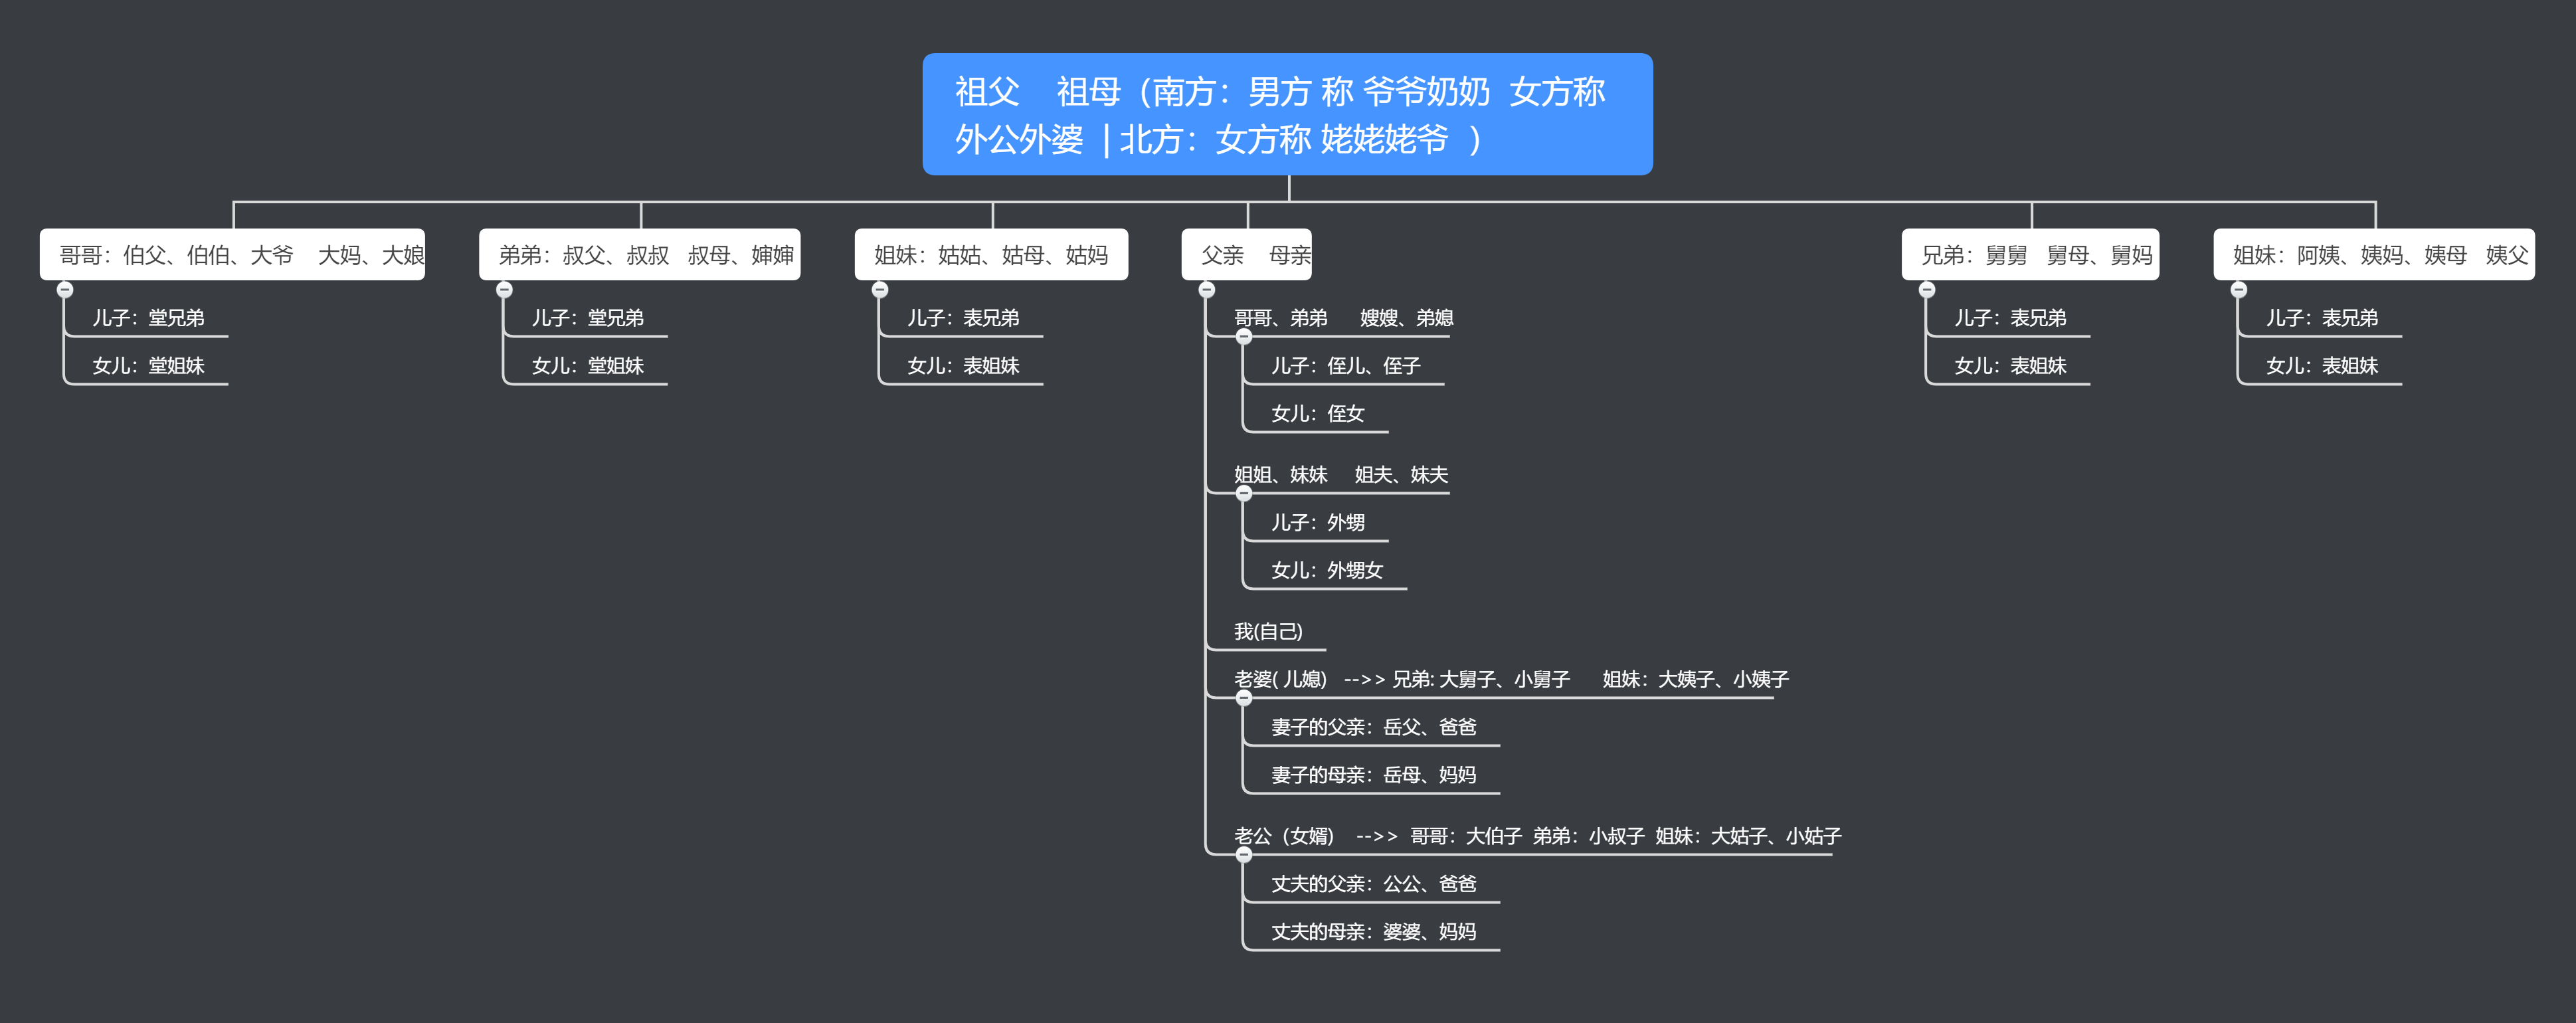 祖父 祖母（南方：男方 称 爷爷奶奶 女方称
外公外婆 | 北方：女方称 姥姥姥爷 ）
哥哥：伯父、伯伯、大爷 大妈、大娘
儿子：堂兄弟
女儿：堂姐妹
弟弟：叔父、叔叔 叔母、婶婶
儿子：堂兄弟
女儿：堂姐妹
姐妹：姑姑、姑母、姑妈
儿子：表兄弟
女儿：表姐妹
父亲 母亲
哥哥、弟弟 嫂嫂、弟媳
儿子：侄儿、侄子
女儿：侄女
姐姐、妹妹 姐夫、妹夫
儿子：外甥
女儿：外甥女
我(自己)
老婆( 儿媳) -->> 兄弟: 大舅子、小舅子 姐妹：大姨子、小姨子
妻子的父亲：岳父、爸爸
妻子的母亲：岳母、妈妈
老公（女婿） -->> 哥哥：大伯子 弟弟：小叔子 姐妹：大姑子、小姑子
丈夫的父亲：公公、爸爸
丈夫的母亲：婆婆、妈妈
兄弟：舅舅 舅母、舅妈
儿子：表兄弟
女儿：表姐妹
姐妹：阿姨、姨妈、姨母 姨父
儿子：表兄弟
女儿：表姐妹